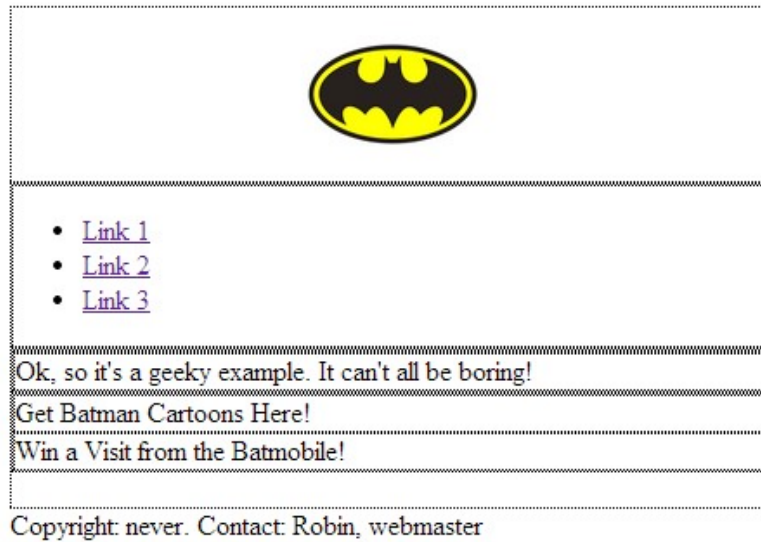 Link 1
Link 2
Link 3
Ok, so it's a geeky example. It can't all be boring!
Get Batman Cartoons Here!
Win a Visit from the Batmobile!
Copyright: never. Contact: Robin, webmaster